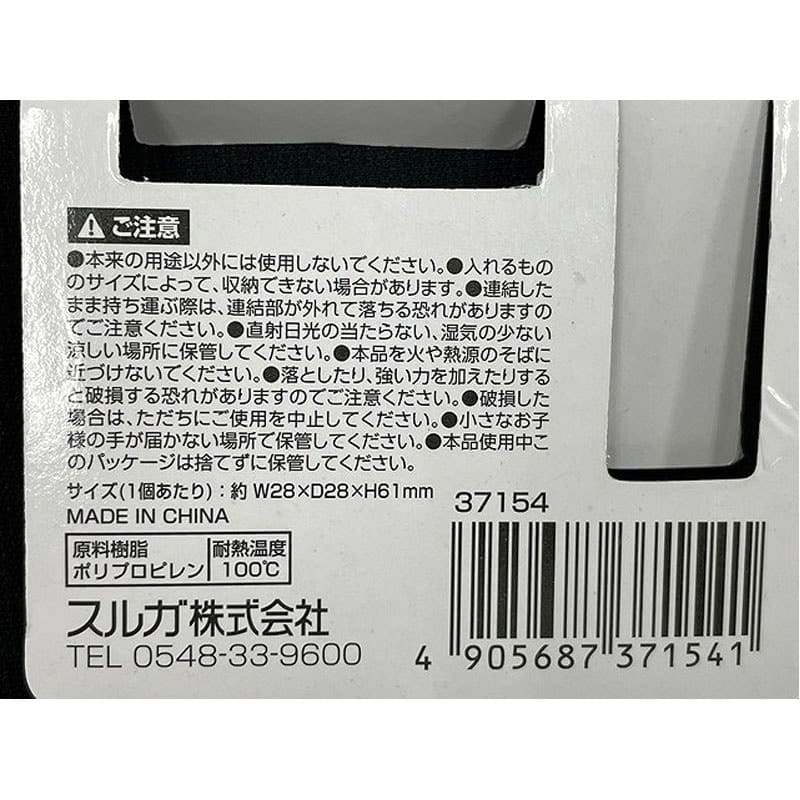 ⚠ ご注意
●本来の用途以外には使用しないでください。●入れるもの
のサイズによって、収納できない場合があります。●連結した
まま持ち運ぶ際は、連結部が外れて落ちる恐れがありますの
でご注意ください。●直射日光の当たらない、湿気の少ない
涼しい場所に保管してください。●本品を火や熱源のそばに
近づけないでください。●落としたり、強い力を加えたりする
と破損する恐れがありますのでご注意ください。●破損した
場合は、ただちにご使用を中止してください。●小さなお子
様の手が届かない場所で保管してください。●本品使用中こ
のパッケージは捨てずに保管してください。
サイズ(1個あたり)：約 W28×D28×H61mm
MADE IN CHINA
37154
原料樹脂 耐熱温度
ポリプロピレン 100℃
スルガ株式会社
TEL 0548-33-9600
4 905687 371541